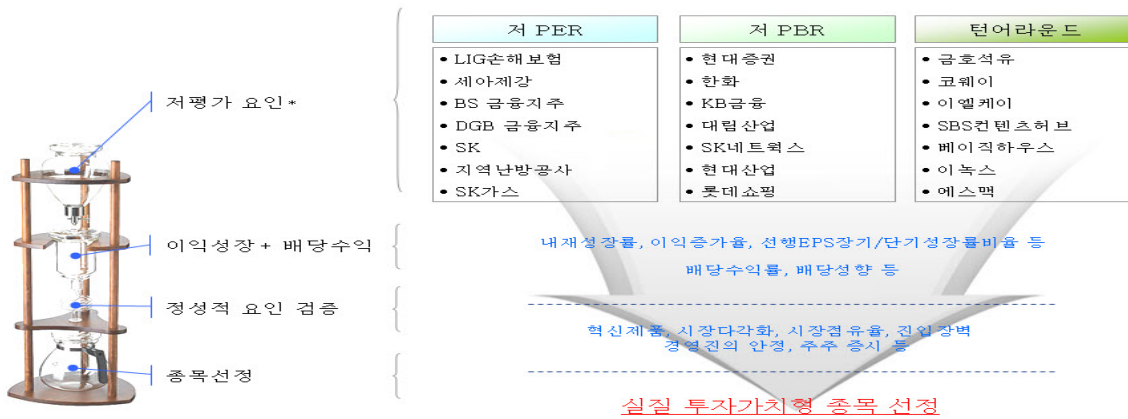 저 PER
LIG손해보험
세아제강
BS 금융지주
DGB 금융지주
SK
지역난방공사
SK가스
저 PBR
현대증권
한화
KB금융
대림산업
SK네트웍스
현대산업
롯데쇼핑
턴어라운드
금호석유
코웨이
이엘케이
SBS컨텐츠허브
베이직하우스
이녹스
에스맥
저평가 요인*
이익성장 + 배당수익
내재성장률, 이익증가율, 선행EPS장기/단기성장률비율 등
배당수익률, 배당성향 등
정성적 요인 검증
혁신제품, 시장다각화, 시장점유율, 진입장벽
경영진의 안정, 주주 중시 등
종목선정
실질 투자가치형 종목 선정